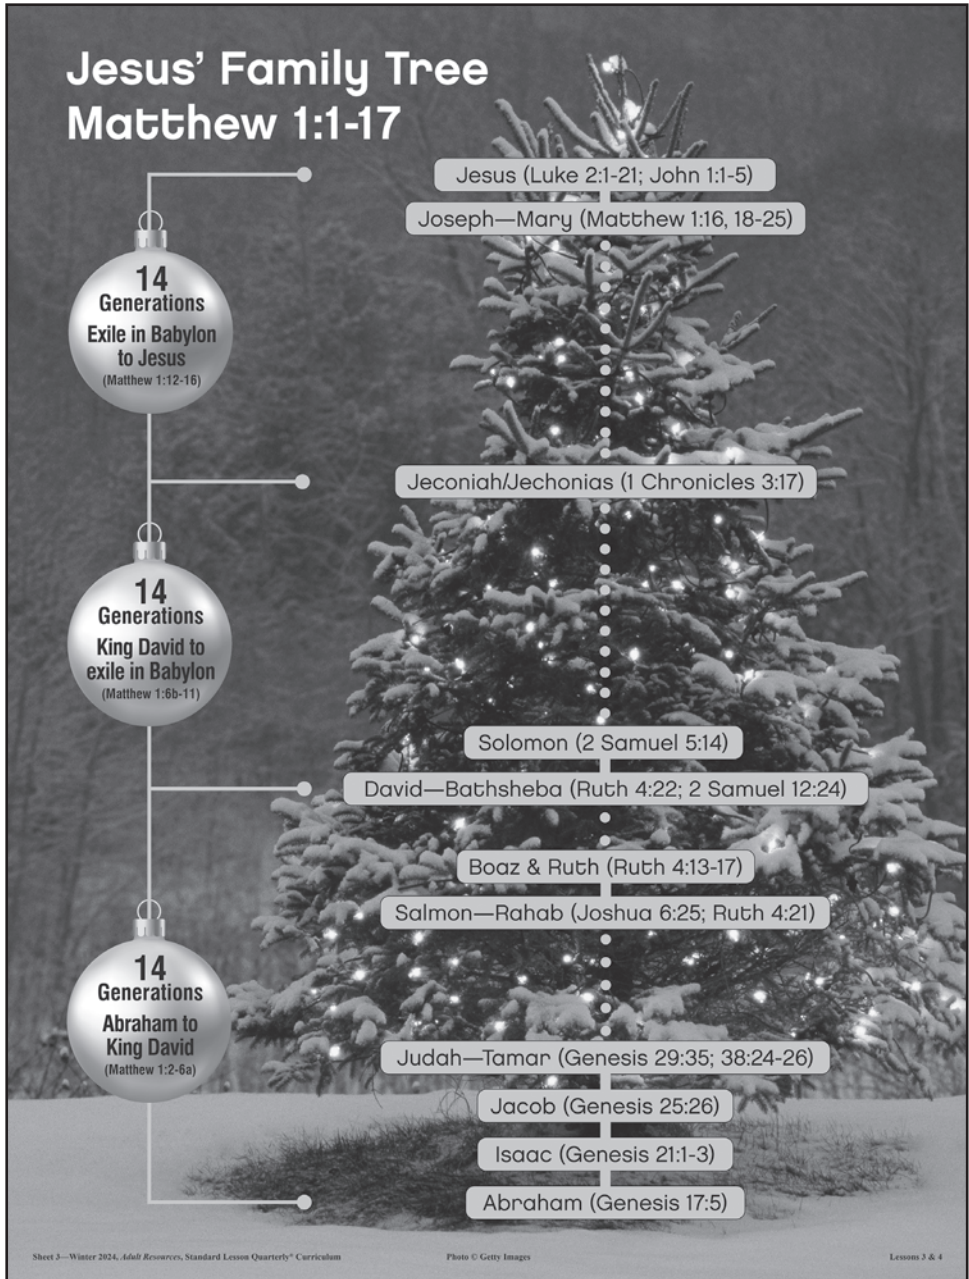 Jesus’ Family Tree
Matthew 1:1-17
Jesus (Luke 2:1-21; John 1:1-5)
Joseph—Mary (Matthew 1:16, 18-25)
14
Generations
Exile in Babylon
to Jesus
(Matthew 1:12-16)
Jeconiah/Jechonias (1 Chronicles 3:17)
14
Generations
King David to
exile in Babylon
(Matthew 1:6b-11)
Solomon (2 Samuel 5:14)
David—Bathsheba (Ruth 4:22; 2 Samuel 12:24)
Boaz & Ruth (Ruth 4:13-17)
Salmon—Rahab (Joshua 6:25; Ruth 4:21)
14
Generations
Abraham to
King David
(Matthew 1:2-6a)
Judah—Tamar (Genesis 29:35; 38:24-26)
Jacob (Genesis 25:26)
Isaac (Genesis 21:1-3)
Abraham (Genesis 17:5)
Sheet 3—Winter 2024, Adult Resources, Standard Lesson Quarterly® Curriculum
Photo © Getty Images
Lessons 3 & 4